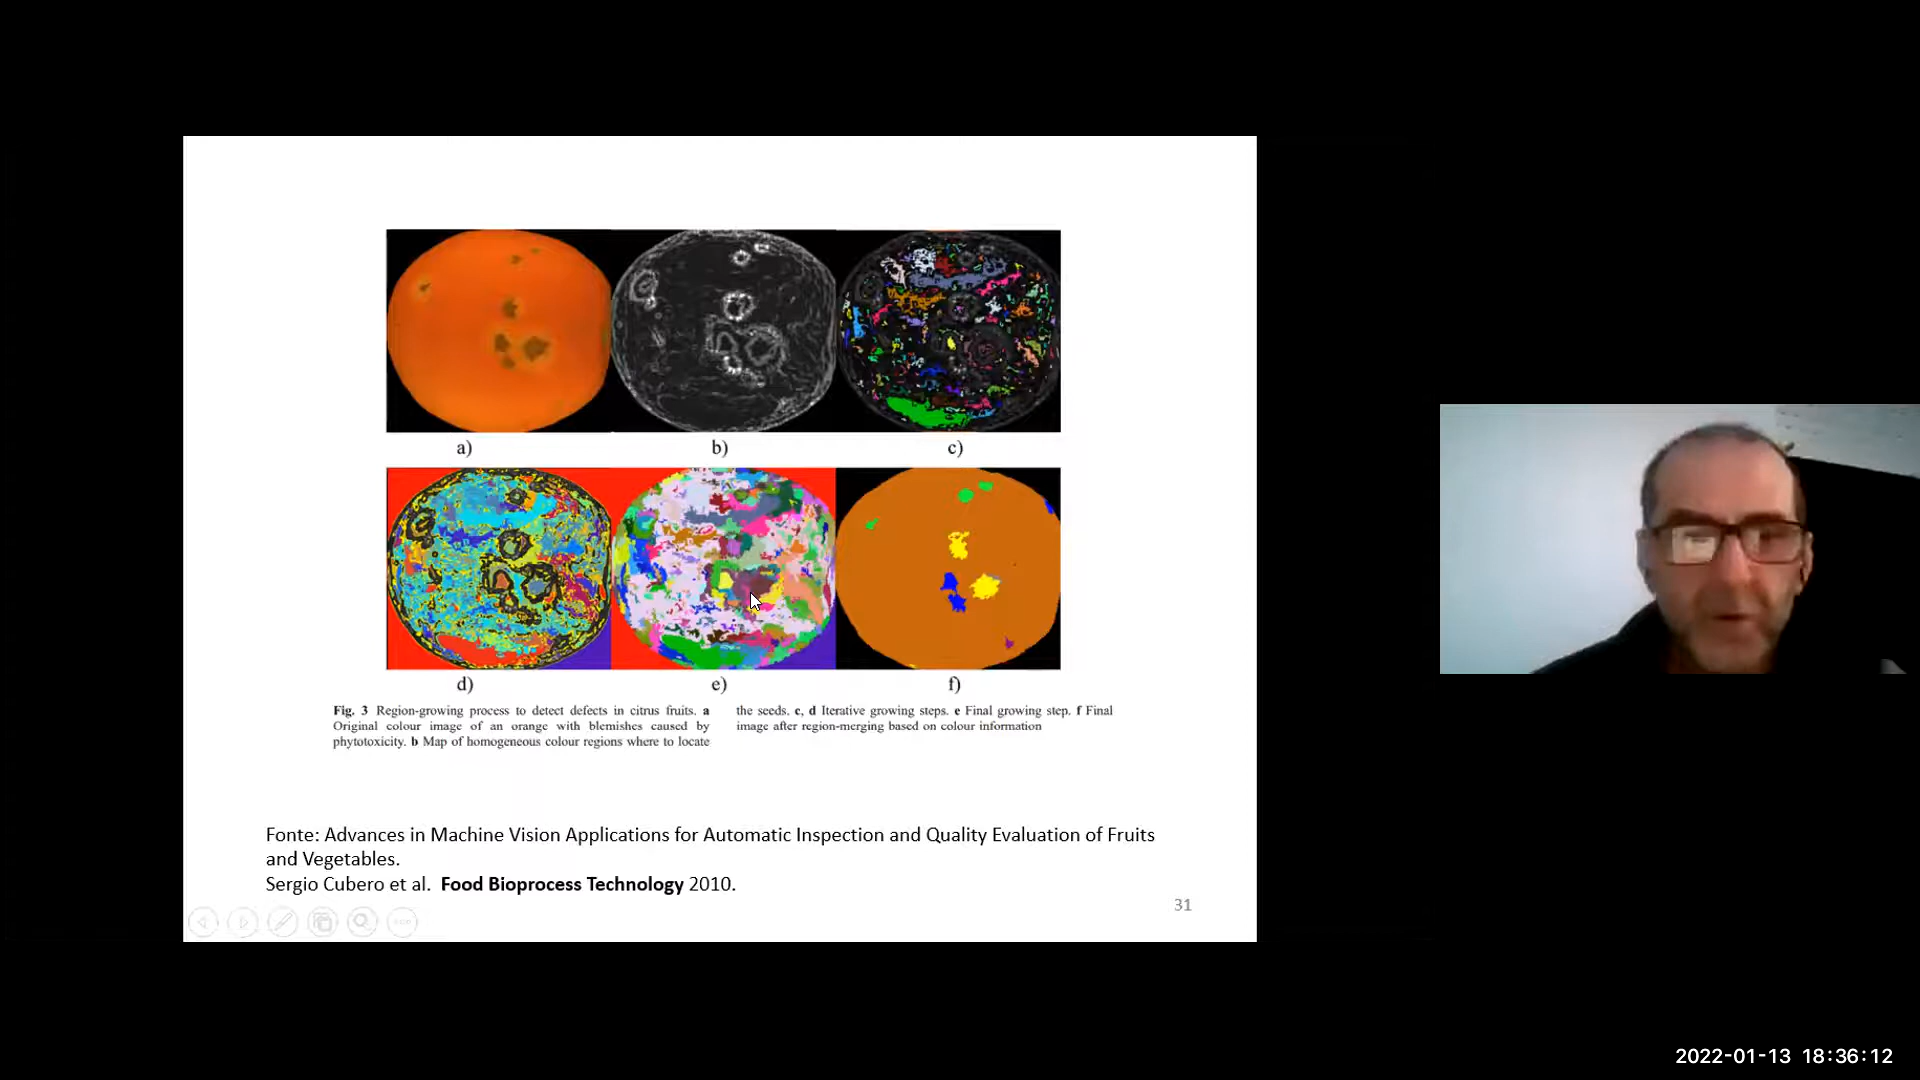 a) b) c)
d) e) f)
Fig. 3 Region-growing process to detect defects in citrus fruits. a
Original colour image of an orange with blemishes caused by
phytotoxicity. b Map of homogeneous colour regions where to locate
the seeds. c, d Iterative growing steps. e Final growing step. f Final
image after region-merging based on colour information
Fonte: Advances in Machine Vision Applications for Automatic Inspection and Quality Evaluation of Fruits
and Vegetables.
Sergio Cubero et al. Food Bioprocess Technology 2010.
31
2022-01-13 18:36:12